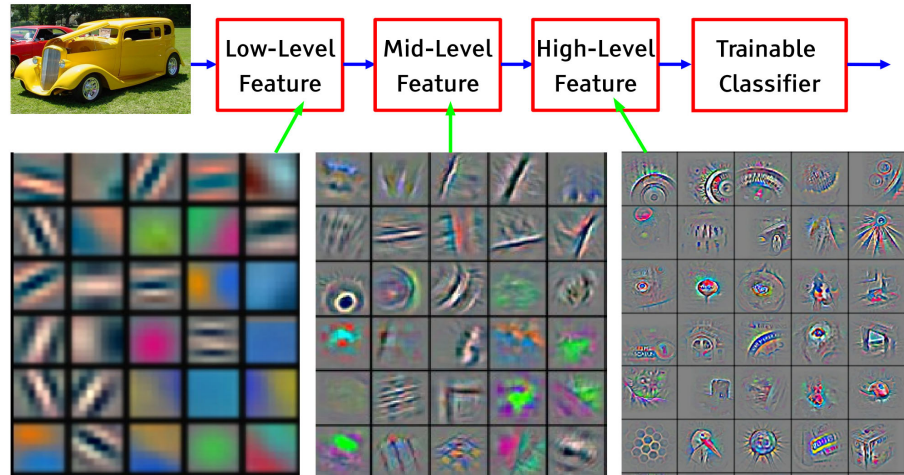 Low-Level
Feature
Mid-Level
Feature
High-Level
Feature
Trainable
Classifier